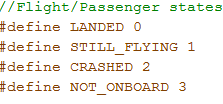 //Flight/Passenger states
#define LANDED 0
#define STILL_FLYING 1
#define CRASHED 2
#define NOT_ONBOARD 3